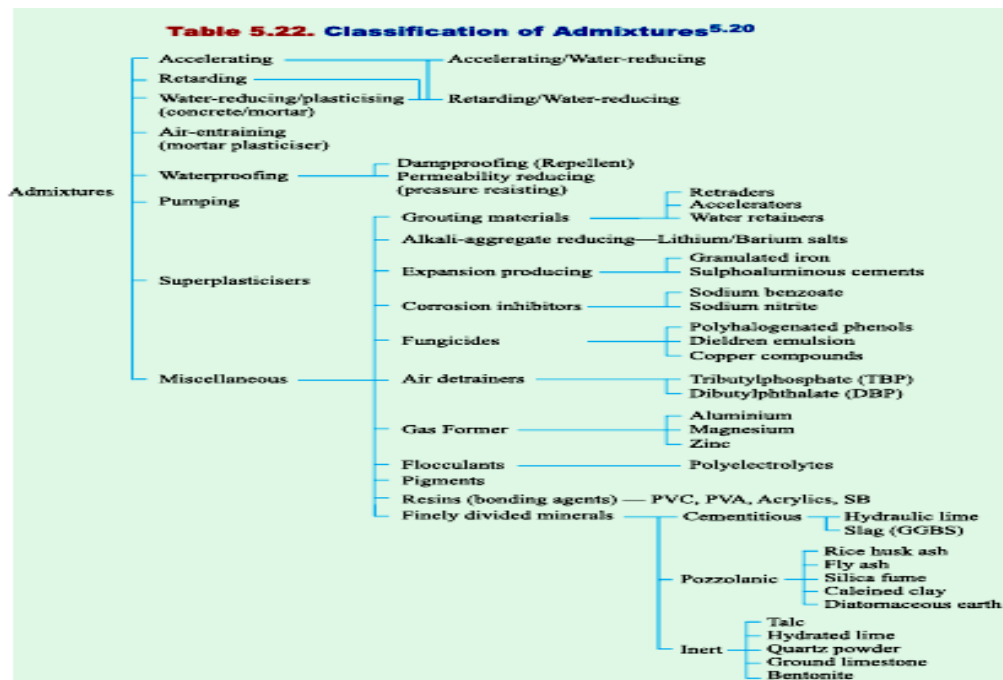 Table 5.22. Classification of Admixtures5.20
Admixtures
Accelerating
Accelerating/Water-reducing
Retarding
Water-reducing/plasticising
(concrete/mortar)
Retarding/Water-reducing
Air-entraining
(mortar plasticiser)
Waterproofing
Dampproofing (Repellent)
Permeability reducing
(pressure resisting)
Pumping
Superplasticisers
Miscellaneous
Grouting materials
Retraders
Accelerators
Water retainers
Alkali-aggregate reducing—Lithium/Barium salts
Expansion producing
Granulated iron
Sulphoaluminous cements
Corrosion inhibitors
Sodium benzoate
Sodium nitrite
Fungicides
Polyhalogenated phenols
Dieldren emulsion
Copper compounds
Air detrainers
Tributylphosphate (TBP)
Dibutylphthalate (DBP)
Gas Former
Aluminium
Magnesium
Zinc
Flocculants
Polyelectrolytes
Pigments
Resins (bonding agents) — PVC, PVA, Acrylics, SB
Finely divided minerals
Cementitious
Hydraulic lime
Slag (GGBS)
Pozzolanic
Rice husk ash
Fly ash
Silica fume
Caleined clay
Diatomaceous earth
Inert
Talc
Hydrated lime
Quartz powder
Ground limestone
Bentonite